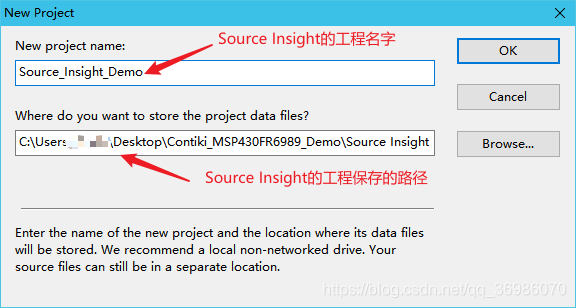 New Project
New project name:
Source Insight的工程名字
OK
Source_Insight_Demo
Cancel
Where do you want to store the project data files?
C:\Users\Desktop\Contiki_MSP430FR6989_Demo\Source Insight
Browse...
Source Insight的工程保存的路径
Enter the name of the new project and the location where its data files
will be stored. We recommend a local non-networked drive. Your
source files can still be in a separate location.
https://blog.csdn.net/qq_36986070